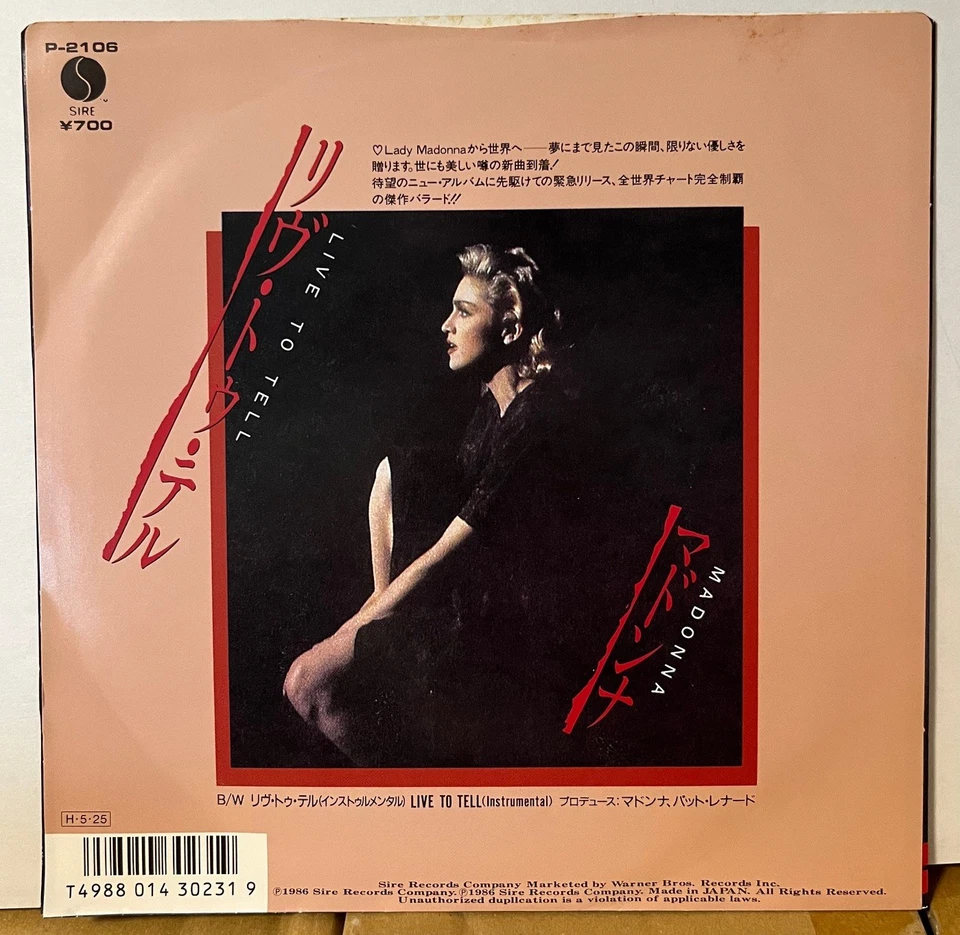 P-2106
SIRE
¥700
♡Lady Madonnaから世界へ――夢にまで見たこの瞬間、限りない優しさを
贈ります。世にも美しい噂の新曲到着!
待望のニュー・アルバムに先駆けての緊急リリース、全世界チャート完全制覇
の傑作バラード!!
リヴ・トゥ・テル
LIVE TO TELL
マドンナ
MADONNA
B/W リヴ・トゥ・テル(インストゥルメンタル) LIVE TO TELL(Instrumental) プロデュース:マドンナ、パット・レナード
H・5・25
T4988 014 30231 9
Sire Records Company Marketed by Warner Bros. Records Inc.
Ⓟ1986 Sire Records Company.Ⓟ1986 Sire Records Company. Made in JAPAN. All Rights Reserved.
Unauthorized duplication is a violation of applicable laws.